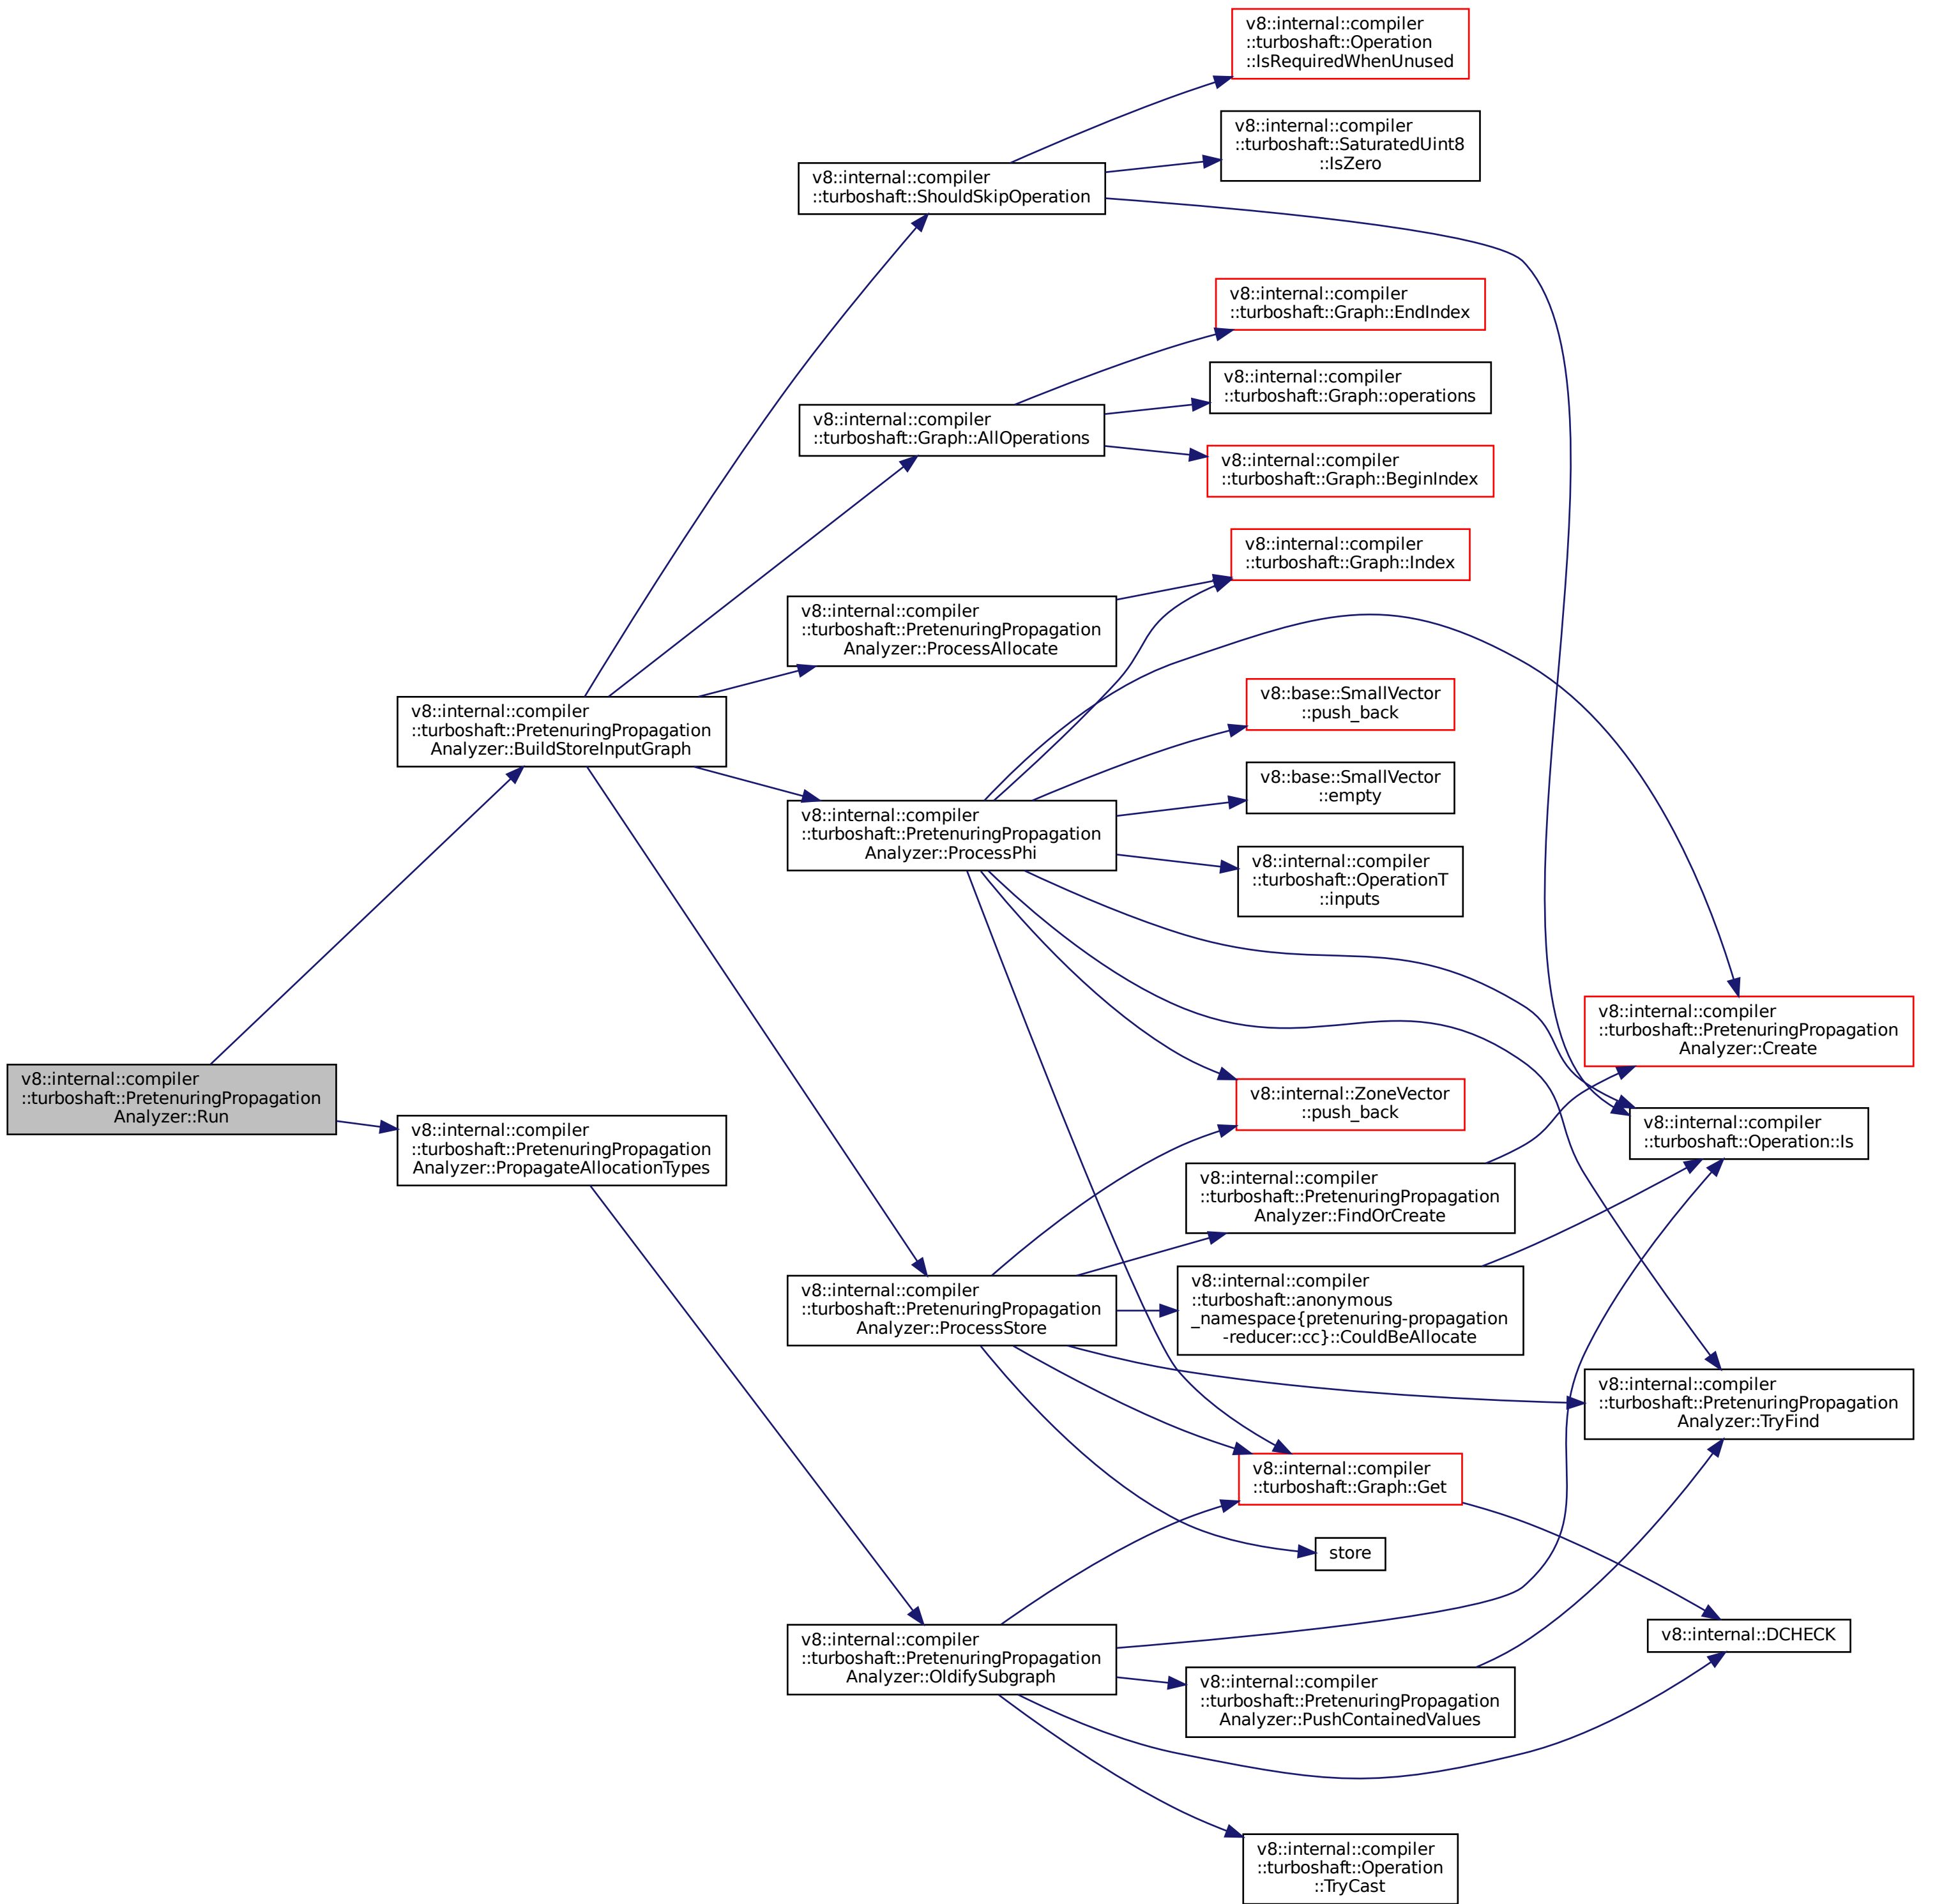 v8::internal::compiler
::turboshaft::Operation
::IsRequiredWhenUnused
v8::internal::compiler
::turboshaft::SaturatedUint8
::IsZero
v8::internal::compiler
::turboshaft::ShouldSkipOperation
v8::internal::compiler
::turboshaft::Graph::EndIndex
v8::internal::compiler
::turboshaft::Graph::operations
v8::internal::compiler
::turboshaft::Graph::AllOperations
v8::internal::compiler
::turboshaft::Graph::BeginIndex
v8::internal::compiler
::turboshaft::Graph::Index
v8::internal::compiler
::turboshaft::PretenuringPropagation
Analyzer::ProcessAllocate
v8::base::SmallVector
::push_back
v8::internal::compiler
::turboshaft::PretenuringPropagation
Analyzer::BuildStoreInputGraph
v8::base::SmallVector
::empty
v8::internal::compiler
::turboshaft::PretenuringPropagation
Analyzer::ProcessPhi
v8::internal::compiler
::turboshaft::OperationT
::inputs
v8::internal::compiler
::turboshaft::PretenuringPropagation
Analyzer::Create
v8::internal::compiler
::turboshaft::PretenuringPropagation
Analyzer::Run
v8::internal::ZoneVector
::push_back
v8::internal::compiler
::turboshaft::Operation::Is
v8::internal::compiler
::turboshaft::PretenuringPropagation
Analyzer::PropagateAllocationTypes
v8::internal::compiler
::turboshaft::PretenuringPropagation
Analyzer::FindOrCreate
v8::internal::compiler
::turboshaft::PretenuringPropagation
Analyzer::ProcessStore
v8::internal::compiler
::turboshaft::anonymous
_namespace{pretenuring-propagation
-reducer::cc}::CouldBeAllocate
v8::internal::compiler
::turboshaft::PretenuringPropagation
Analyzer::TryFind
v8::internal::compiler
::turboshaft::Graph::Get
store
v8::internal::compiler
::turboshaft::PretenuringPropagation
Analyzer::OldifySubgraph
v8::internal::DCHECK
v8::internal::compiler
::turboshaft::PretenuringPropagation
Analyzer::PushContainedValues
v8::internal::compiler
::turboshaft::Operation
::TryCast